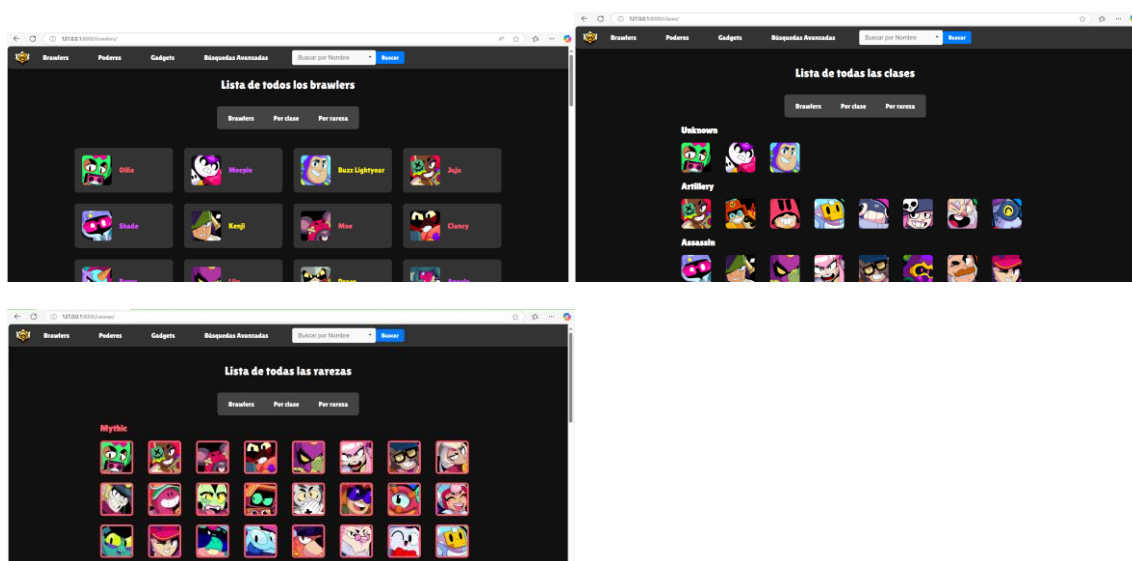 127.0.0.1:8000/brawlers/
Brawlers Poderes Gadgets Búsquedas Avanzadas Buscar por Nombre Buscar
Lista de todos los brawlers
Brawlers Por clase Por rareza
Ollie Meeple Buzz Lightyear Juju
Shade Kenji Moe Clancy
Lily Draco Angelo
127.0.0.1:8000/clases/
Brawlers Poderes Gadgets Búsquedas Avanzadas Buscar por Nombre Buscar
Lista de todas las clases
Brawlers Por clase Por rareza
Unknown
Artillery
Assassin
127.0.0.1:8000/rarezas/
Brawlers Poderes Gadgets Búsquedas Avanzadas Buscar por Nombre Buscar
Lista de todas las rarezas
Brawlers Por clase Por rareza
Mythic